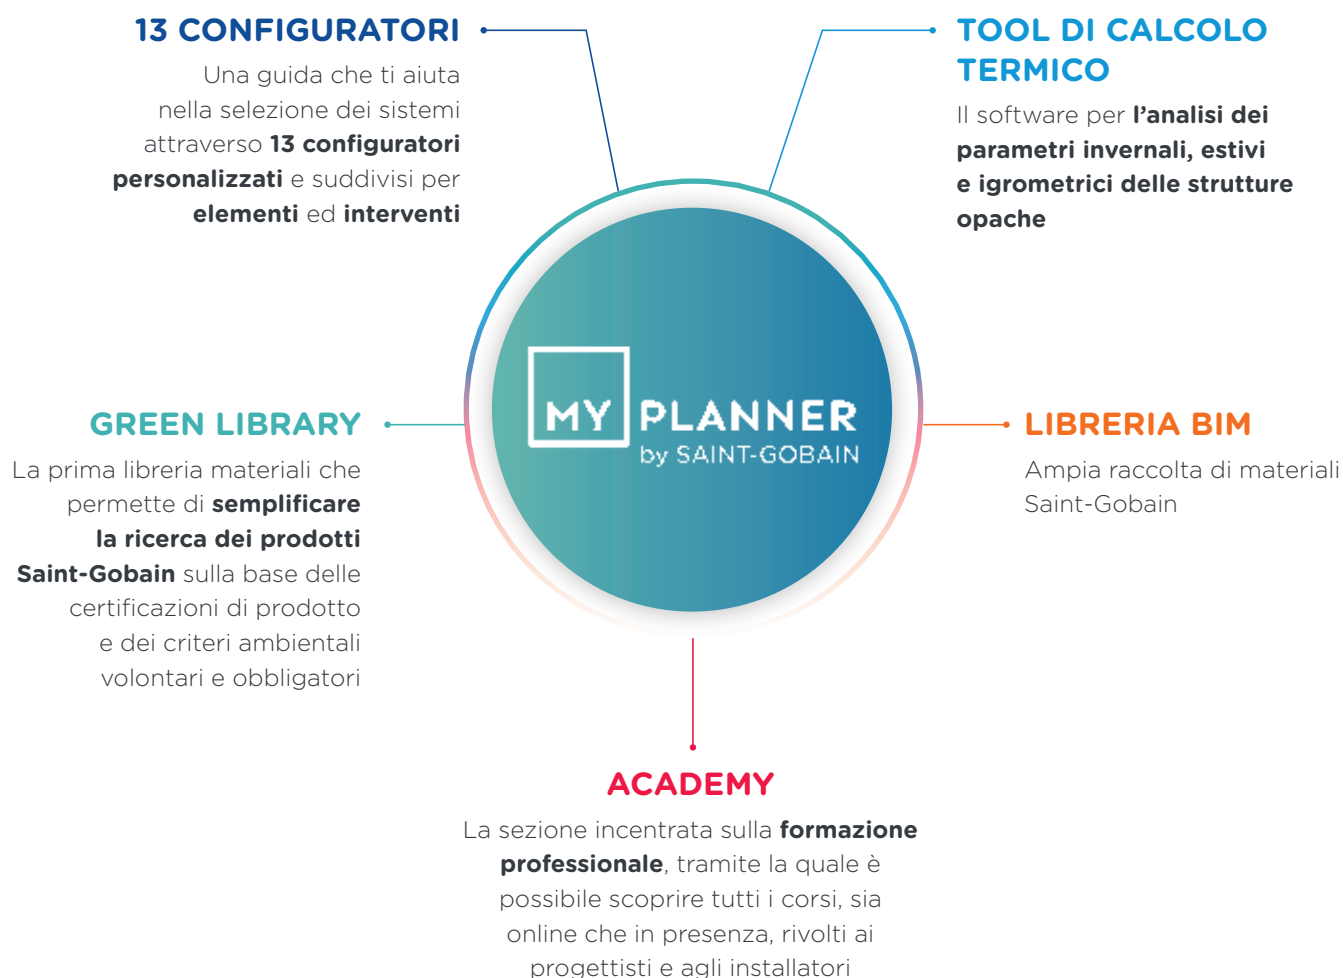 13 CONFIGURATORI
Una guida che ti aiuta
nella selezione dei sistemi
attraverso 13 configuratori
personalizzati e suddivisi per
elementi ed interventi
TOOL DI CALCOLO
TERMICO
Il software per l’analisi dei
parametri invernali, estivi
e igrometrici delle strutture
opache
MY PLANNER
by SAINT-GOBAIN
GREEN LIBRARY
La prima libreria materiali che
permette di semplificare
la ricerca dei prodotti
Saint-Gobain sulla base delle
certificazioni di prodotto
e dei criteri ambientali
volontari e obbligatori
LIBRERIA BIM
Ampia raccolta di materiali
Saint-Gobain
ACADEMY
La sezione incentrata sulla formazione
professionale, tramite la quale è
possibile scoprire tutti i corsi, sia
online che in presenza, rivolti ai
progettisti e agli installatori